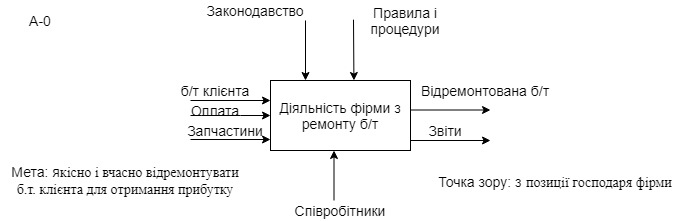 А-0
Законодавство
Правила і
процедури
б/т клієнта
Оплата
Запчастини
Діяльність фірми з
ремонту б/т
Відремонтована б/т
Звіти
Мета: якісно і вчасно відремонтувати
б.т. клієнта для отримання прибутку
Точка зору: з позиції господаря фірми
Співробітники